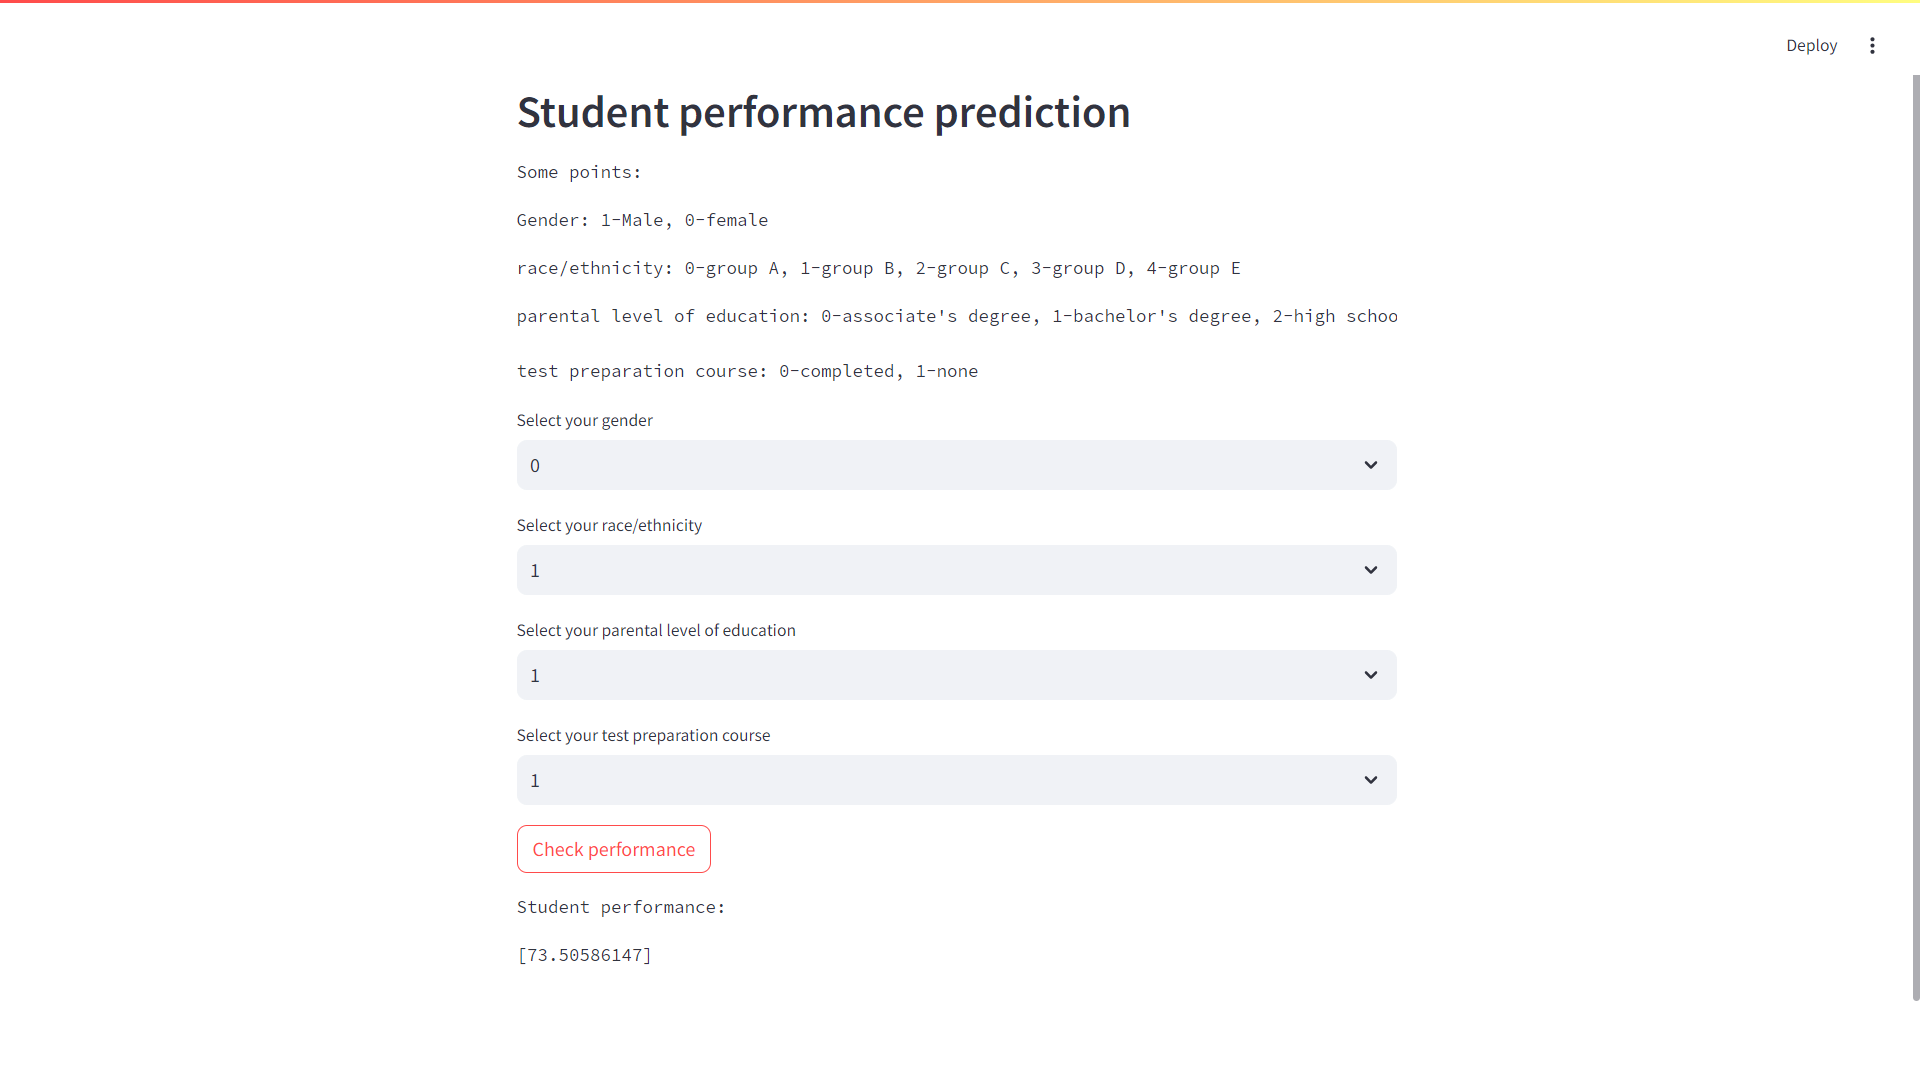 Deploy
Student performance prediction
Some points:
Gender: 1-Male, 0-female
race/ethnicity: 0-group A, 1-group B, 2-group C, 3-group D, 4-group E
parental level of education: 0-associate's degree, 1-bachelor's degree, 2-high schoo
test preparation course: 0-completed, 1-none
Select your gender
0
Select your race/ethnicity
1
Select your parental level of education
1
Select your test preparation course
1
Check performance
Student performance:
[73.50586147]